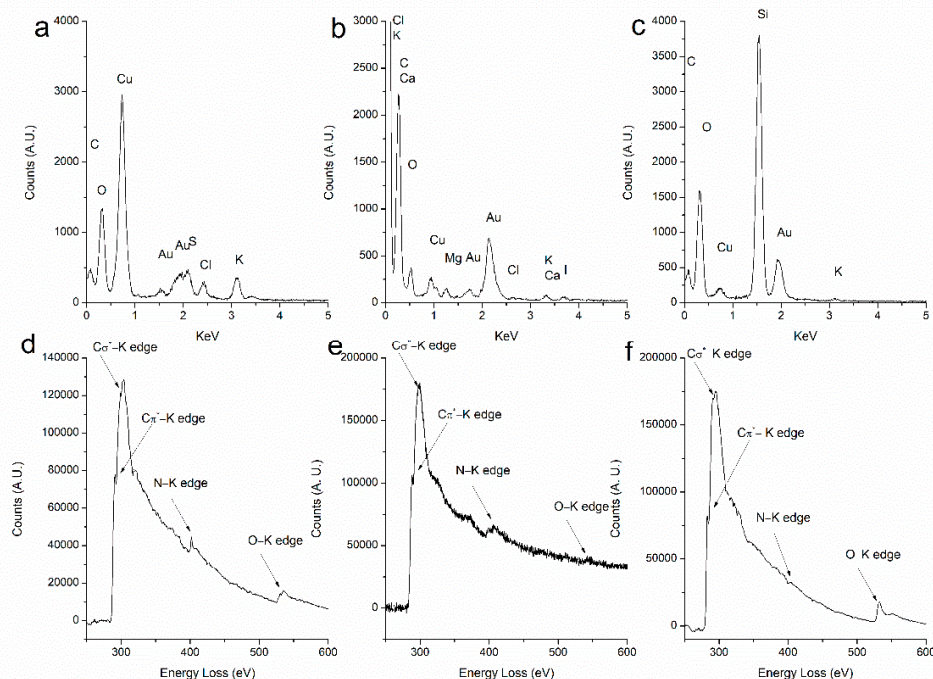 a
4000
3000
2000
1000
0
Counts (A.U.)
C
O
Cu
Au
Au
S
Cl
K
0 1 2 3 4 5
KeV
b
3000
2500
2000
1500
1000
500
0
Counts (A.U.)
Cl
K
C
Ca
O
Cu
Mg Au
Au
Cl
K
Ca
I
0 1 2 3 4 5
KeV
c
4000
3500
3000
2500
2000
1500
1000
500
0
Counts (A.U.)
C
O
Cu
Si
Au
K
0 1 2 3 4 5
KeV
d
140000
120000
100000
80000
60000
40000
20000
0
Counts (A.U.)
Cσ*–K edge
Cπ*–K edge
N–K edge
O–K edge
300 400 500 600
Energy Loss (eV)
e
200000
150000
100000
50000
0
Counts (A.U.)
Cσ*–K edge
Cπ*–K edge
N–K edge
O–K edge
300 400 500 600
Energy Loss (eV)
f
200000
150000
100000
50000
0
Counts (A. U.)
Cσ* K edge
Cπ*– K edge
N–K edge
O K edge
300 400 500 600
Energy Loss (eV)